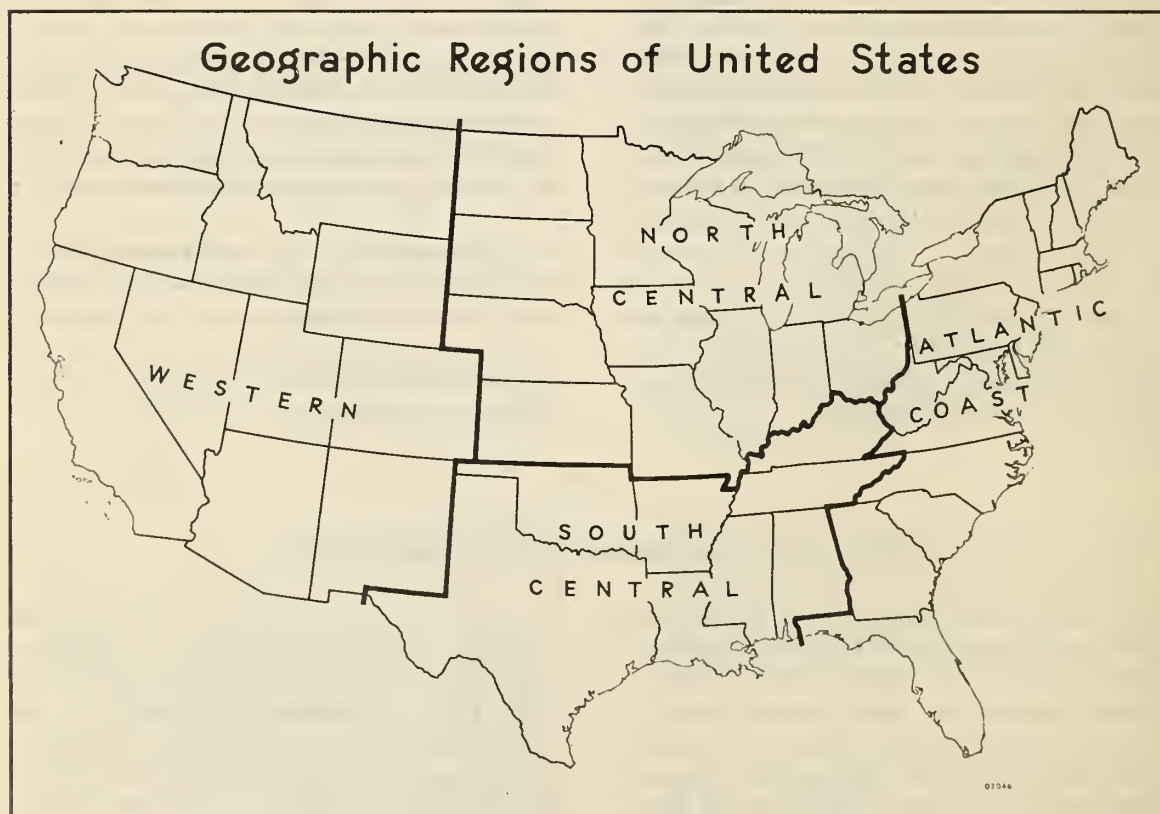 Geographic Regions of United States
NORTH
CENTRAL
ATLANTIC
COAST
WESTERN
SOUTH
CENTRAL